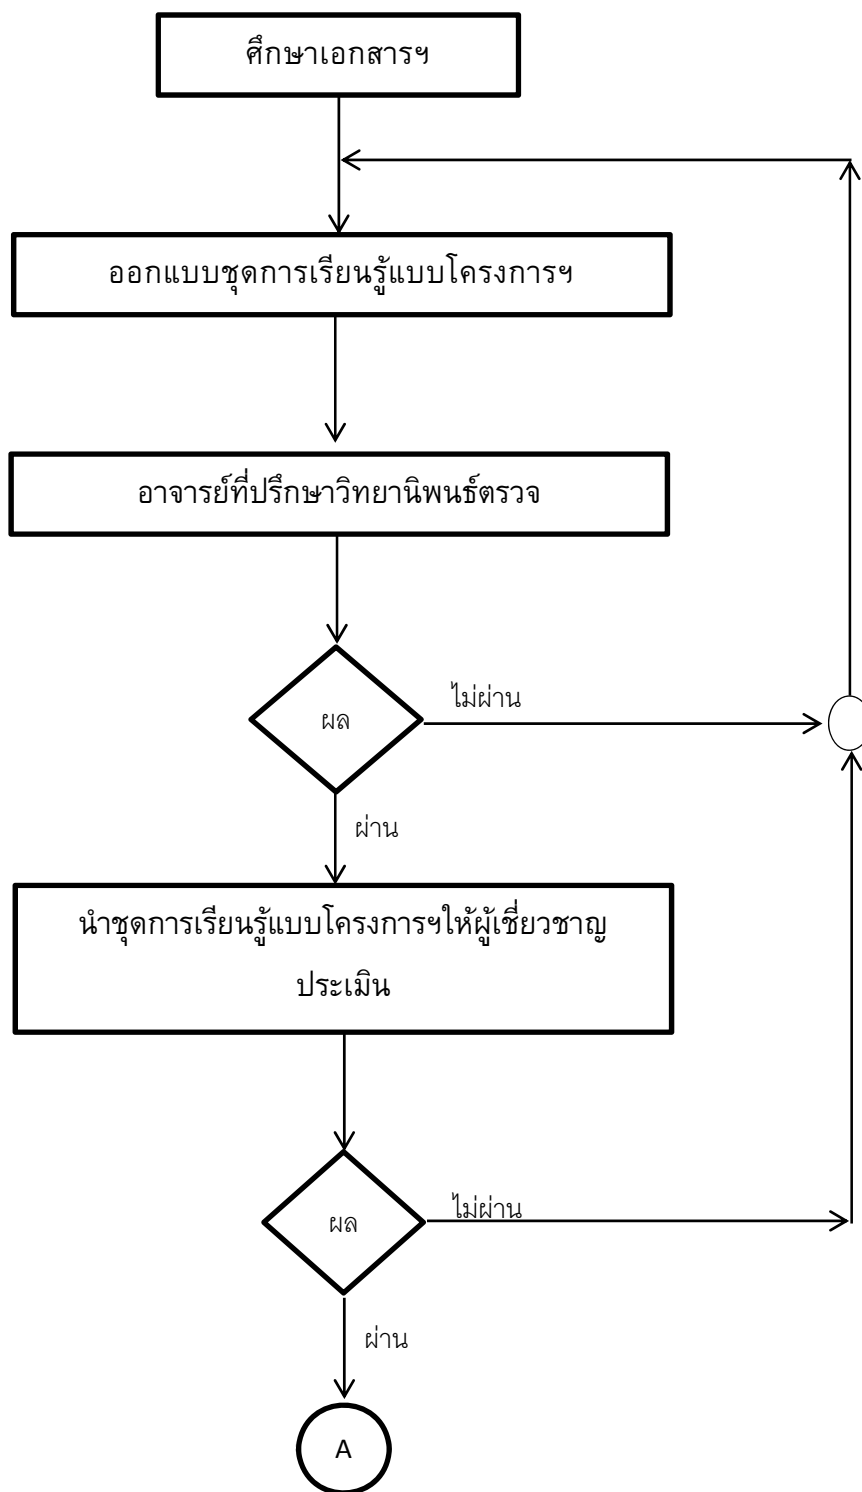 ศึกษาเอกสารฯ
ออกแบบชุดการเรียนรู้แบบโครงการฯ
อาจารย์ที่ปรึกษาวิทยานิพนธ์ตรวจ
ผล
ไม่ผ่าน
ผ่าน
นำชุดการเรียนรู้แบบโครงการฯให้ผู้เชี่ยวชาญ
ประเมิน
ผล
ไม่ผ่าน
ผ่าน
A